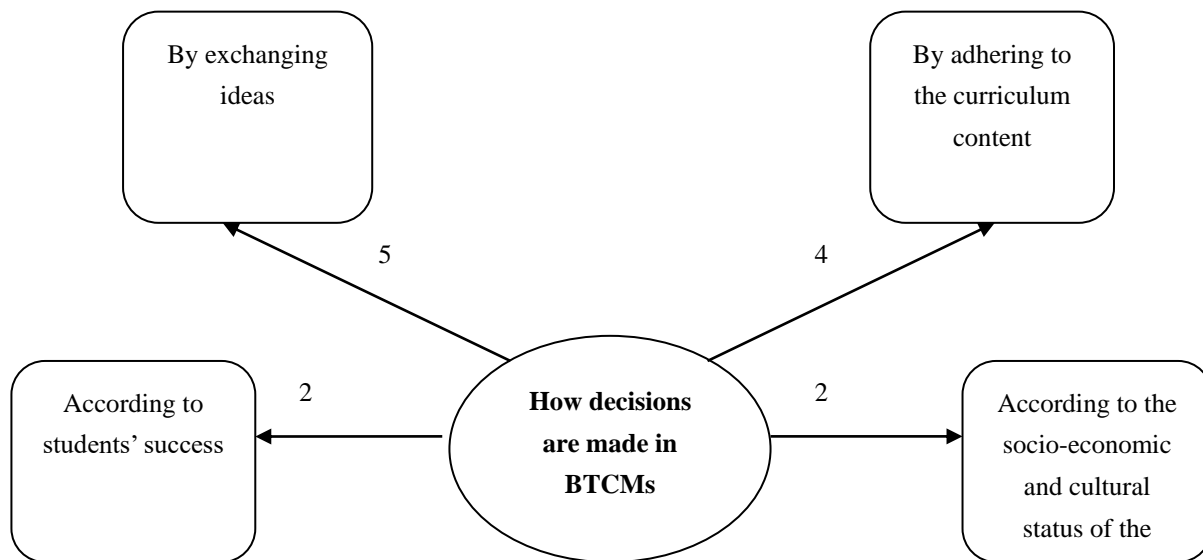 By exchanging
ideas
By adhering to
the curriculum
content
5
4
According to
students’ success
2
How decisions
are made in
BTCMs
2
According to the
socio-economic
and cultural
status of the